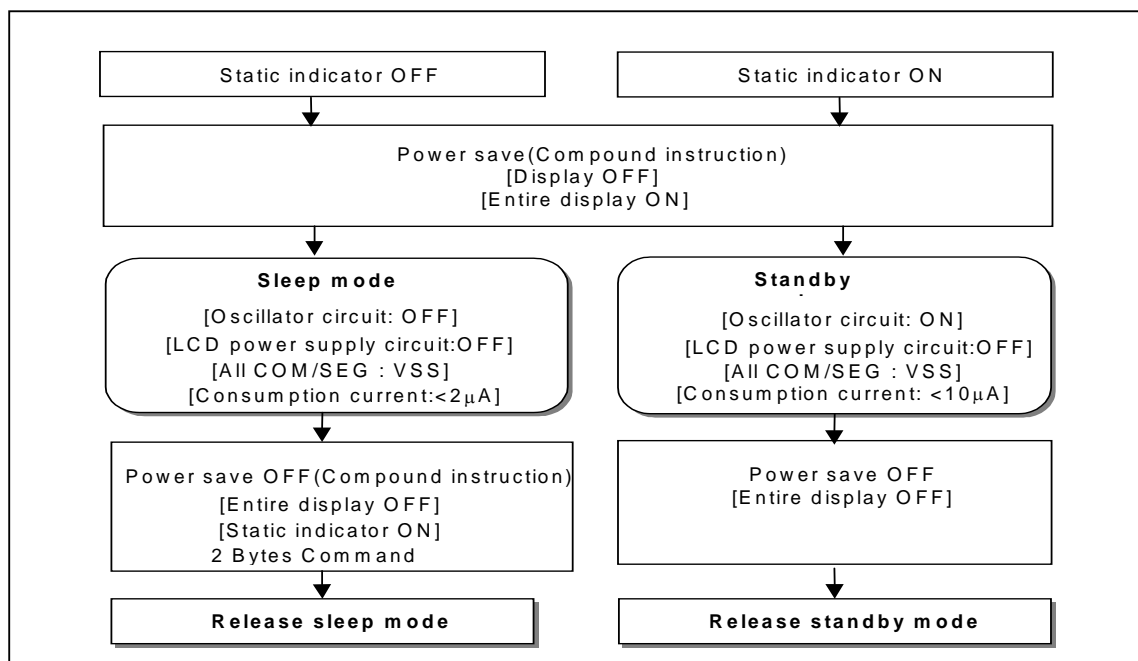 Static indicator OFF
Static indicator ON
Power save(Compound instruction)
[Display OFF]
[Entire display ON]
Sleep mode
[Oscillator circuit: OFF]
[LCD power supply circuit:OFF]
[All COM/SEG : VSS]
[Consumption current:<2μA]
Standby
[Oscillator circuit: ON]
[LCD power supply circuit:OFF]
[All COM/SEG : VSS]
[Consumption current: <10μA]
Power save OFF(Compound instruction)
[Entire display OFF]
[Static indicator ON]
2 Bytes Command
Power save OFF
[Entire display OFF]
Release sleep mode
Release standby mode